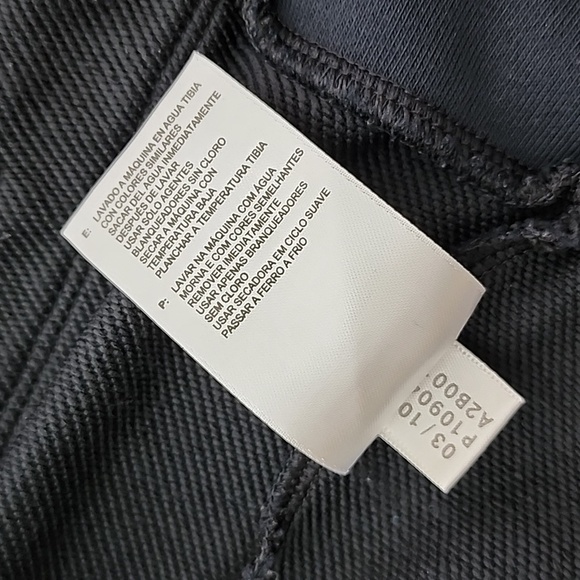 E: LAVADO A MÁQUINA EN AGUA TIBIA
CON COLORES SIMILARES
SACAR DEL AGUA INMEDIATAMENTE
DESPUÉS DE LAVAR
USAR SÓLO AGENTES
BLANQUEADORES SIN CLORO
SECAR A MÁQUINA CON
TEMPERATURA BAJA
PLANCHAR A TEMPERATURA TIBIA
P: LAVAR NA MÁQUINA COM ÁGUA
MORNA E COM CORES SEMELHANTES
REMOVER IMEDIATAMENTE
USAR APENAS BRANQUEADORES
SEM CLORO
USAR SECADORA EM CICLO SUAVE
PASSAR A FERRO A FRIO
03/10
P 1090
A2B00